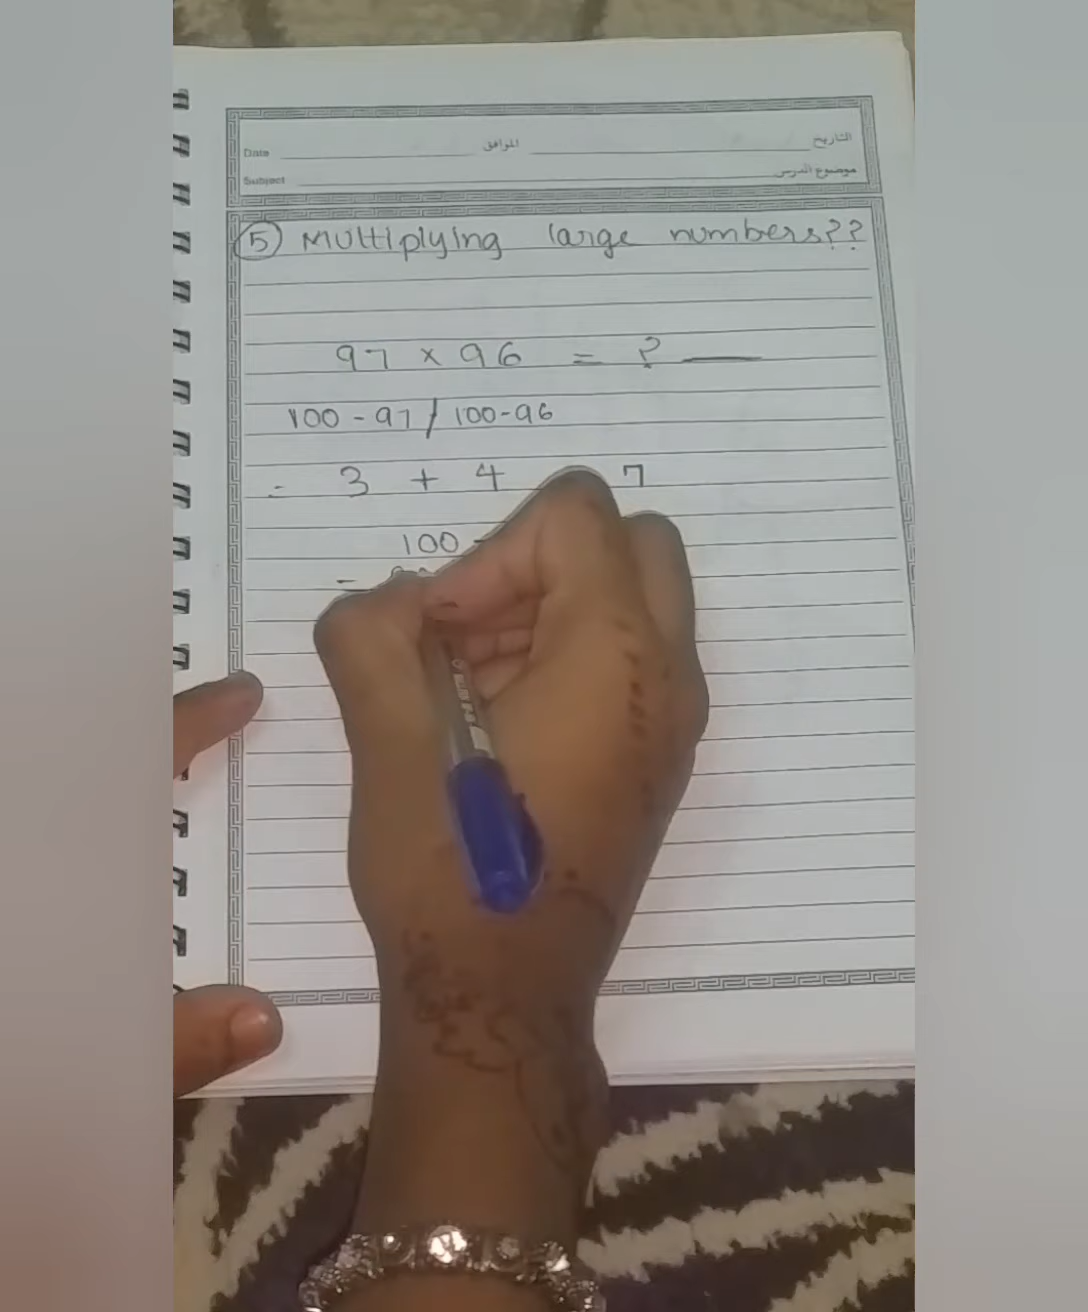 Date الموافق التاريخ
Subject موضوع الدرس
5 Multiplying large numbers??
97 x 96 = ?
100 - 97 / 100-96
= 3 + 4 7
100 -
-